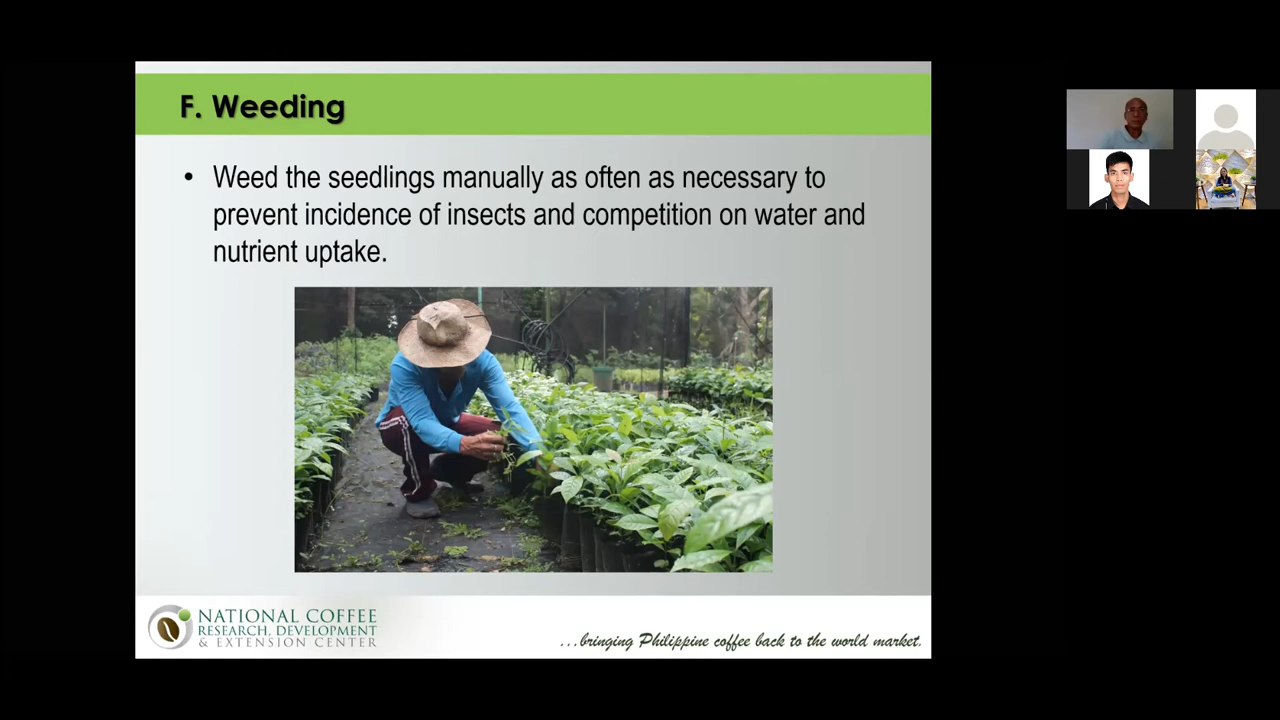 F. Weeding
• Weed the seedlings manually as often as necessary to
prevent incidence of insects and competition on water and
nutrient uptake.
NATIONAL COFFEE
RESEARCH, DEVELOPMENT
& EXTENSION CENTER
...bringing Philippine coffee back to the world market.